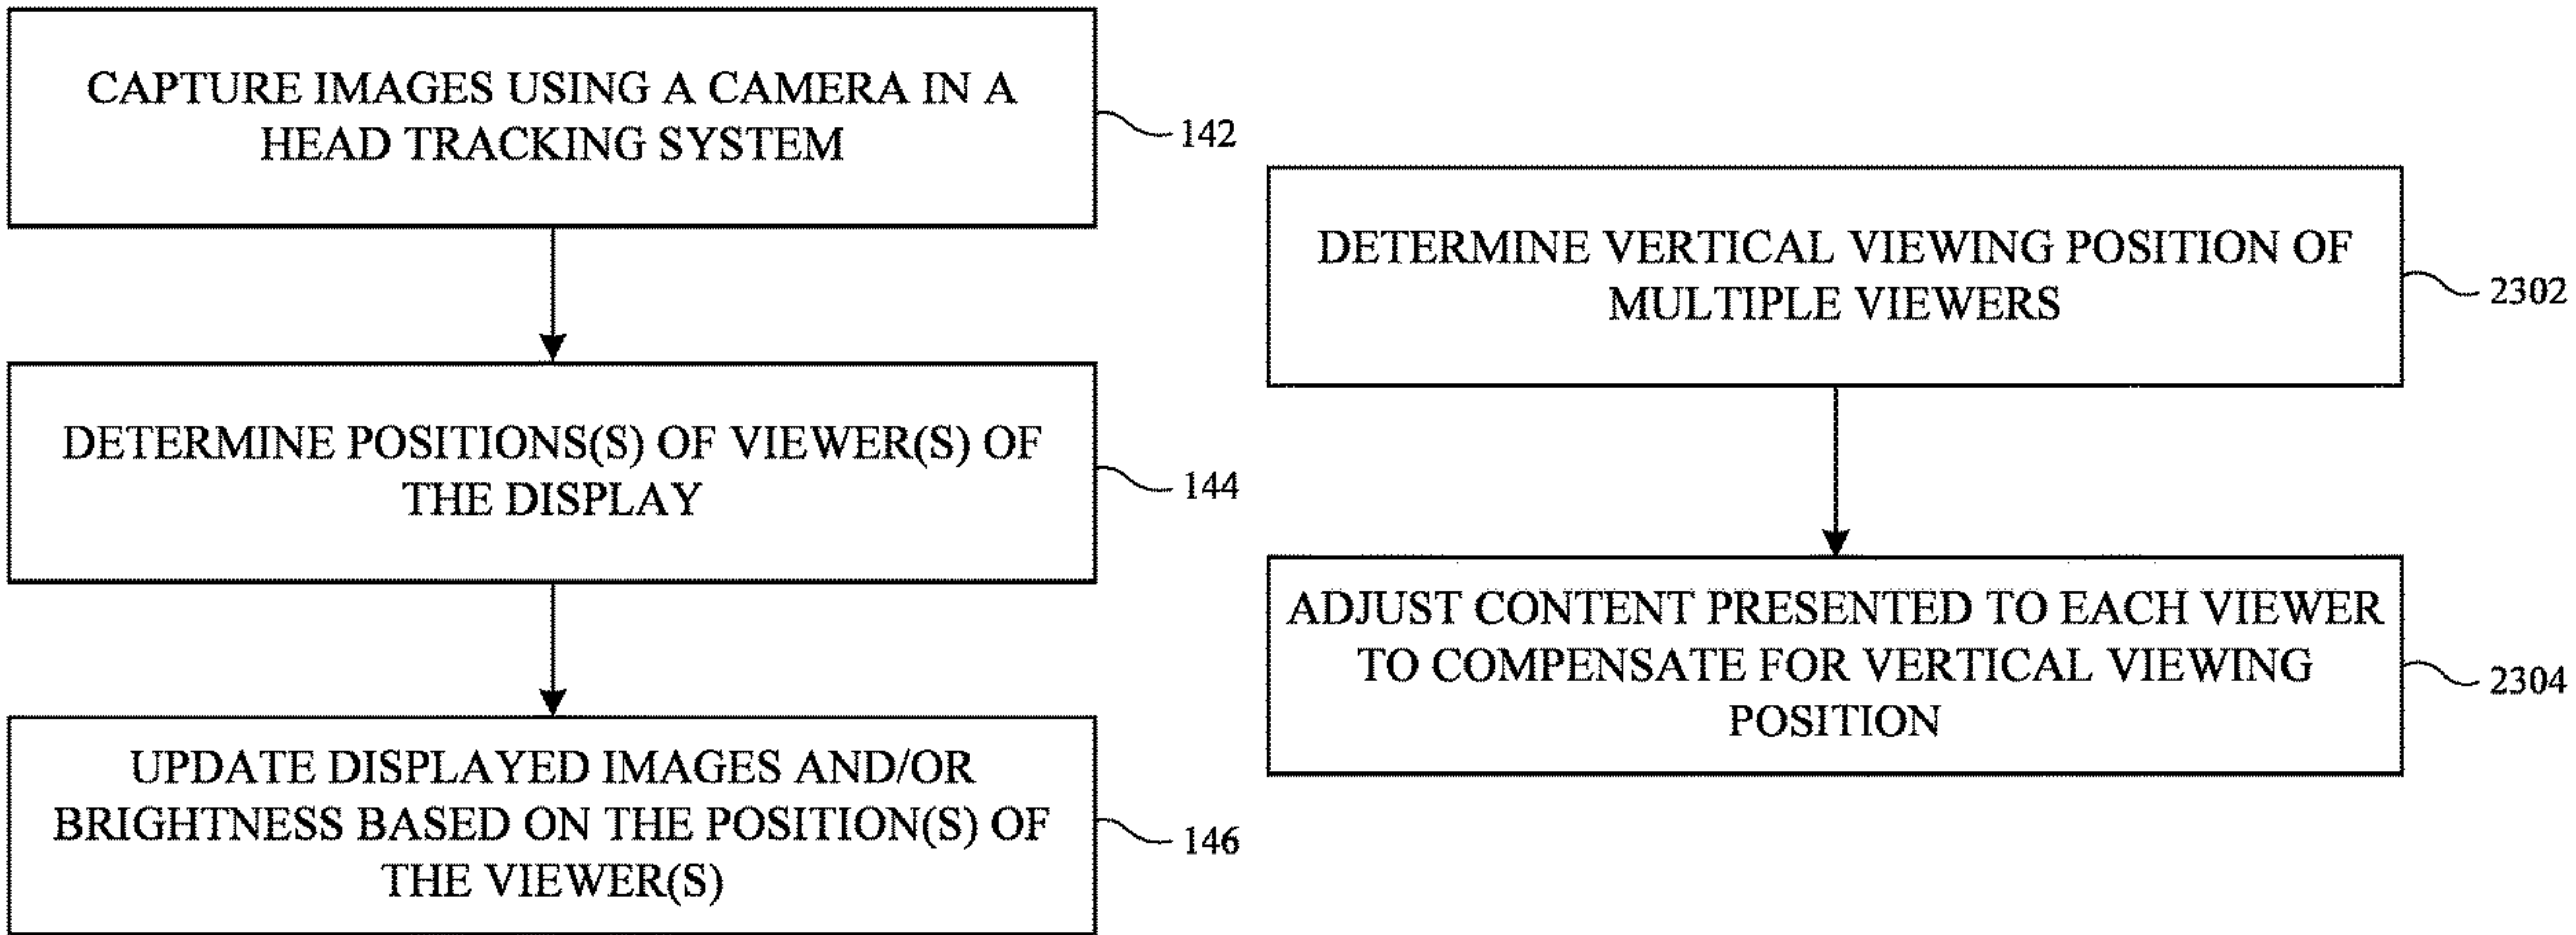 CAPTURE IMAGES USING A CAMERA IN A
HEAD TRACKING SYSTEM
142
DETERMINE POSITIONS(S) OF VIEWER(S) OF
THE DISPLAY
144
UPDATE DISPLAYED IMAGES AND/OR
BRIGHTNESS BASED ON THE POSITION(S) OF
THE VIEWER(S)
146
DETERMINE VERTICAL VIEWING POSITION OF
MULTIPLE VIEWERS
2302
ADJUST CONTENT PRESENTED TO EACH VIEWER
TO COMPENSATE FOR VERTICAL VIEWING
POSITION
2304